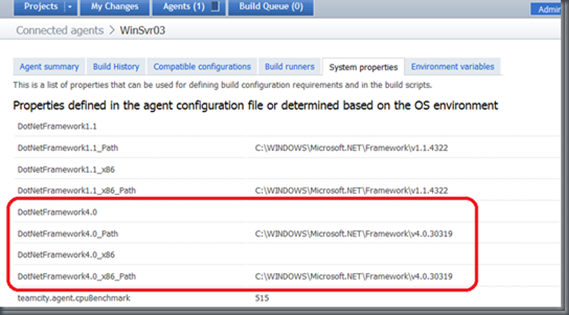 Projects My Changes Agents (1) Build Queue (0)
Admin
Connected agents > WinSvr03
Agent summary Build History Compatible configurations Build runners System properties Environment variables
This is a list of properties that can be used for defining build configuration requirements and in the build scripts.
Properties defined in the agent configuration file or determined based on the OS environment
DotNetFramework1.1
DotNetFramework1.1_Path C:\WINDOWS\Microsoft.NET\Framework\v1.1.4322
DotNetFramework1.1_x86
DotNetFramework1.1_x86_Path C:\WINDOWS\Microsoft.NET\Framework\v1.1.4322
DotNetFramework4.0
DotNetFramework4.0_Path C:\WINDOWS\Microsoft.NET\Framework\v4.0.30319
DotNetFramework4.0_x86
DotNetFramework4.0_x86_Path C:\WINDOWS\Microsoft.NET\Framework\v4.0.30319
teamcity.agent.cpuBenchmark 515